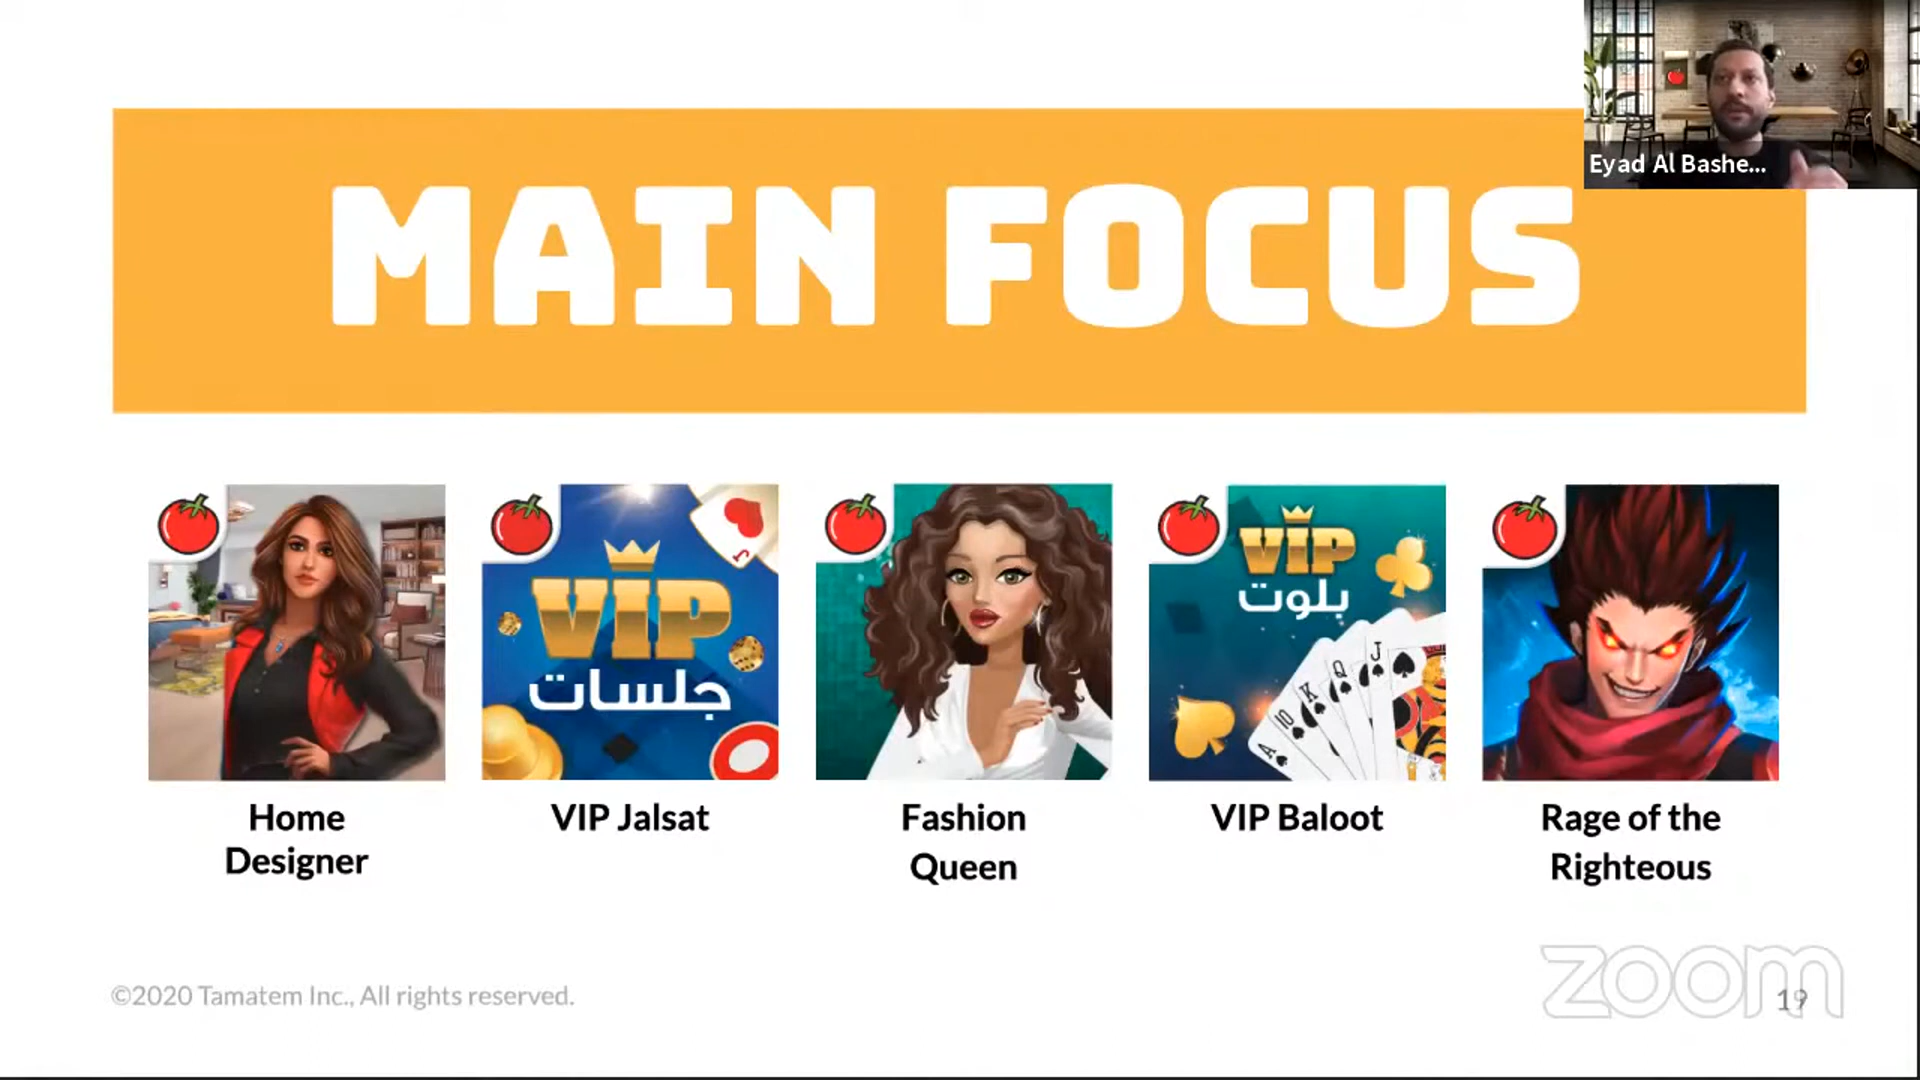 Eyad Al Bashe...
MAIN FOCUS
VIP
جلسات
VIP
بلوت
A
10
K
Q
J
Home
Designer
VIP Jalsat
Fashion
Queen
VIP Baloot
Rage of the
Righteous
©2020 Tamatem Inc., All rights reserved.
zoom
19